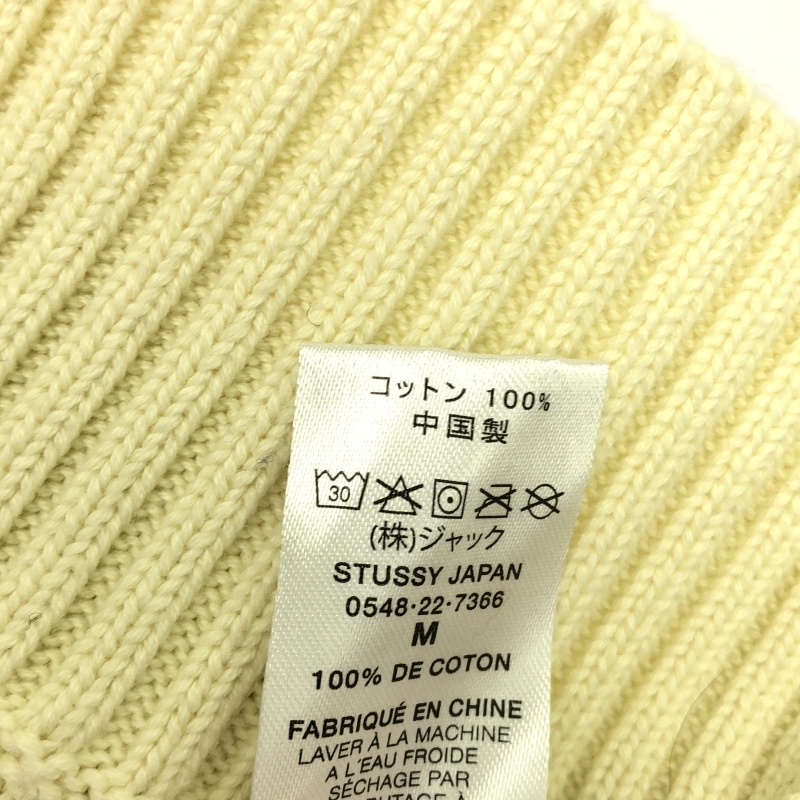 コットン 100%
中国製
30
(株)ジャック
STUSSY JAPAN
0548·22·7366
M
100% DE COTON
FABRIQUÉ EN CHINE
LAVER À LA MACHINE
A L'EAU FROIDE
SÉCHAGE PAR